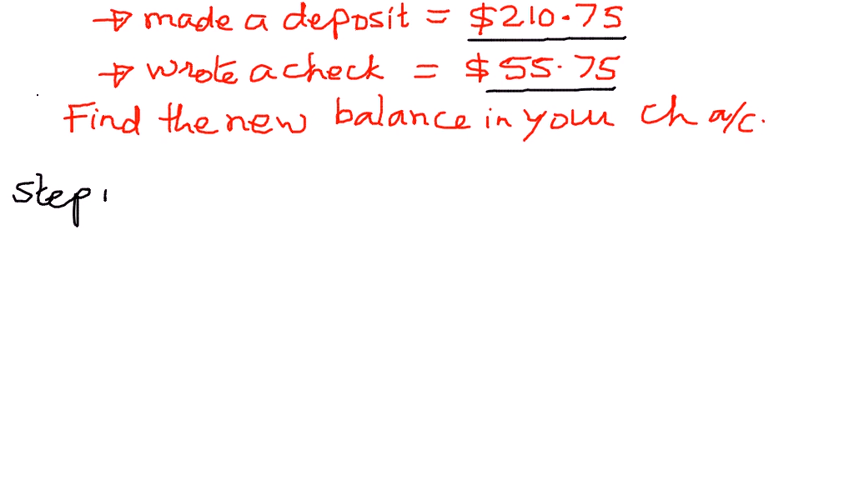 → made a deposit = $210.75
→ wrote a check = $55.75
Find the new balance in your ch a/c.
Step 1